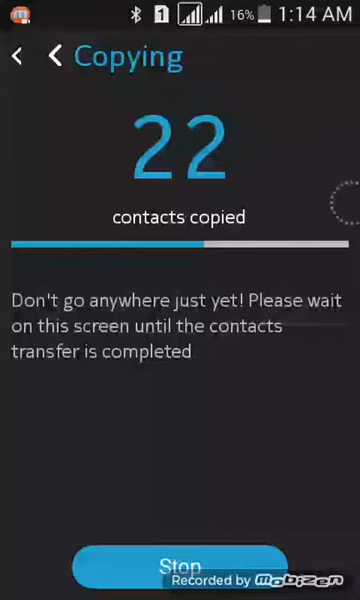 1 16% 1:14 AM
Copying
22
contacts copied
Don't go anywhere just yet! Please wait
on this screen until the contacts
transfer is completed
Stop
Recorded by mobizen